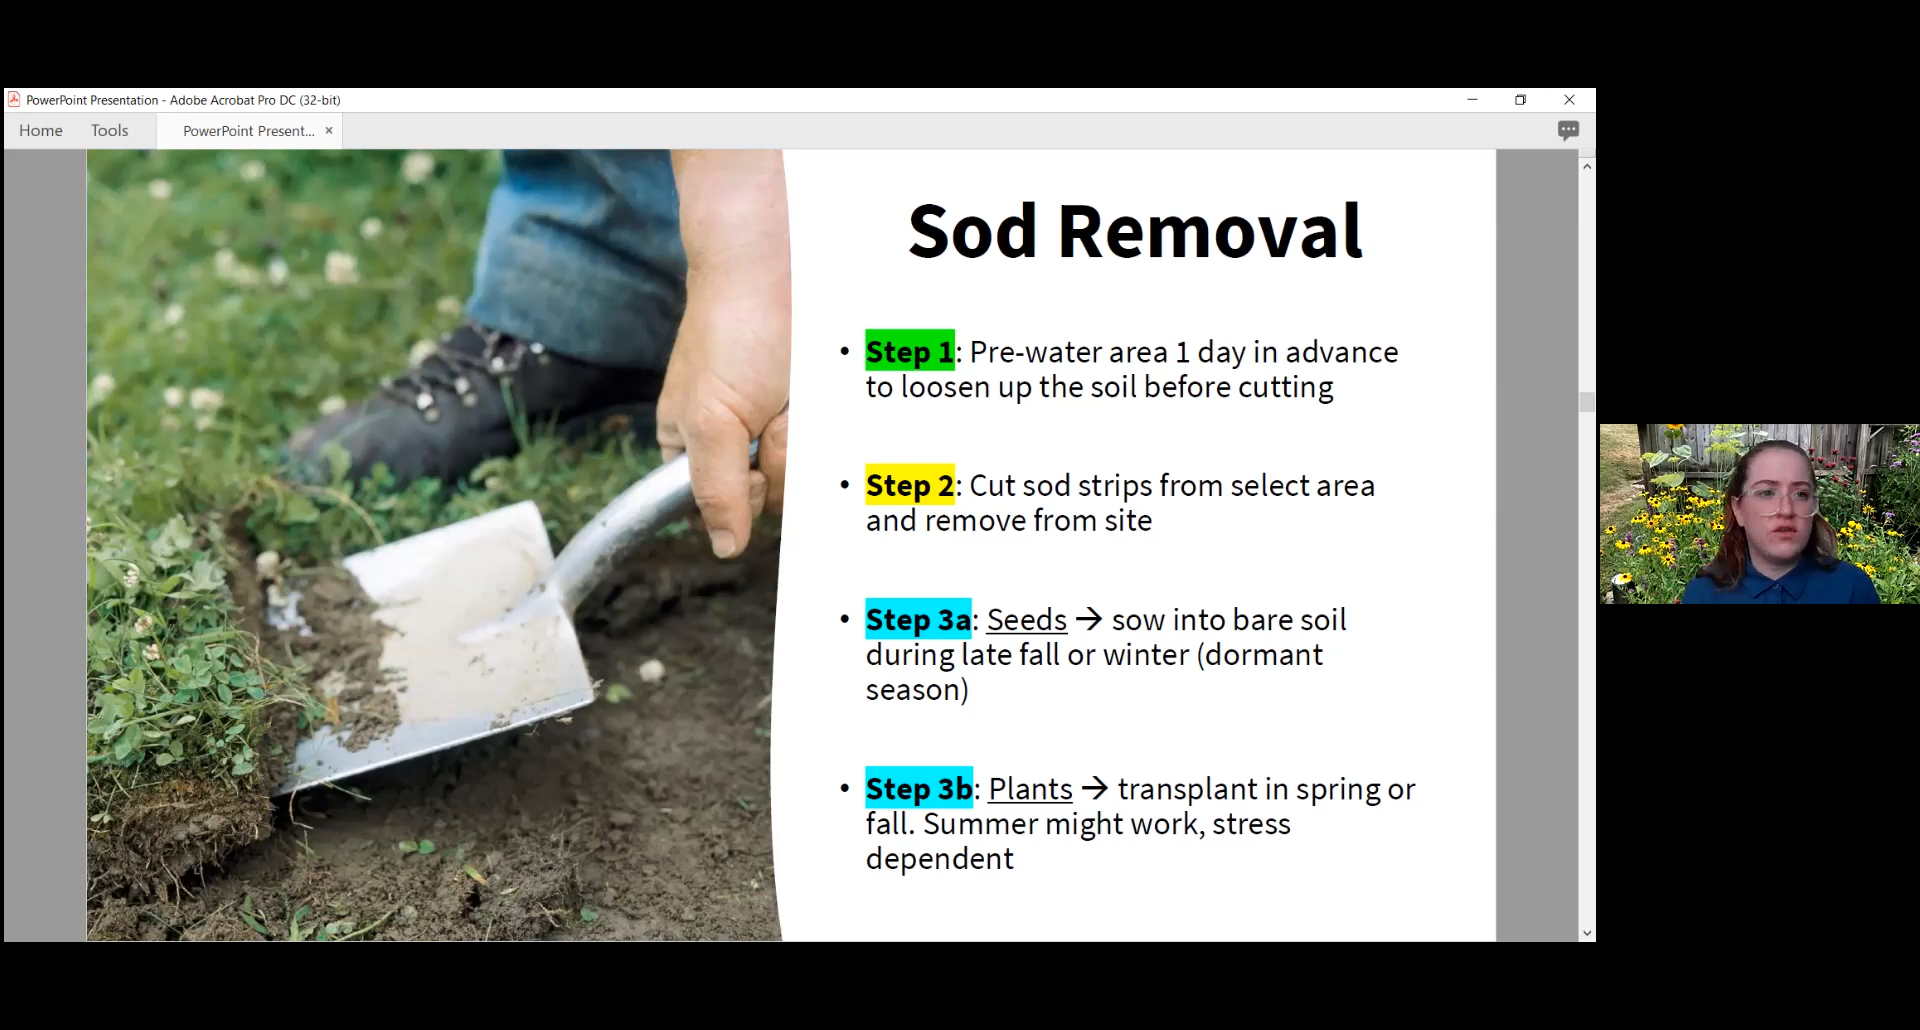 PowerPoint Presentation - Adobe Acrobat Pro DC (32-bit)
Home Tools PowerPoint Present...
Sod Removal
• Step 1: Pre-water area 1 day in advance
to loosen up the soil before cutting
• Step 2: Cut sod strips from select area
and remove from site
• Step 3a: Seeds → sow into bare soil
during late fall or winter (dormant
season)
• Step 3b: Plants → transplant in spring or
fall. Summer might work, stress
dependent